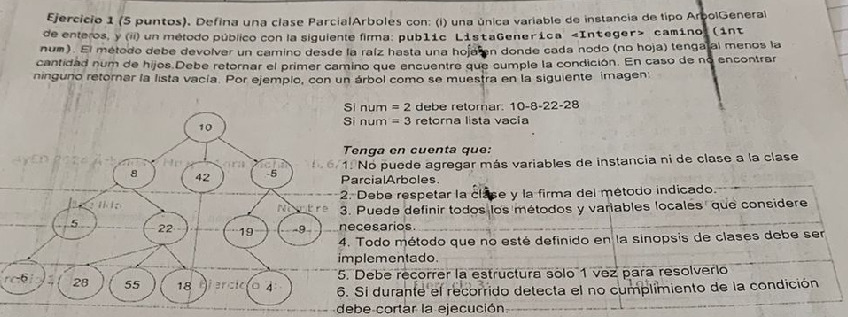 Ejercicio 1 (5 puntos). Defina una clase ParcialArboles con: (i) una única variable de instancia de tipo ArbolGeneral
de enteros, y (ii) un método público con la siguiente firma: public ListaGenerica <Integer> camino (int
num). El método debe devolver un camino desde la raíz hasta una hoja en donde cada nodo (no hoja) tenga al menos la
cantidad num de hijos.Debe retornar el primer camino que encuentre que cumple la condición. En caso de no encontrar
ninguno retornar la lista vacía. Por ejemplo, con un árbol como se muestra en la siguiente imagen:
Si num = 2 debe retornar: 10-8-22-28
Si num = 3 retorna lista vacía
10
8
42
-5
5
22
19
-9
-6
28
55
18
4
Tenga en cuenta que:
1. No puede agregar más variables de instancia ni de clase a la clase
ParcialArboles.
2. Debe respetar la clase y la firma del método indicado.
3. Puede definir todos los métodos y variables locales que considere
necesarios.
4. Todo método que no esté definido en la sinopsis de clases debe ser
implementado.
5. Debe recorrer la estructura solo 1 vez para resolverlo
6. Si durante el recorrido detecta el no cumplimiento de la condición
debe cortar la ejecución